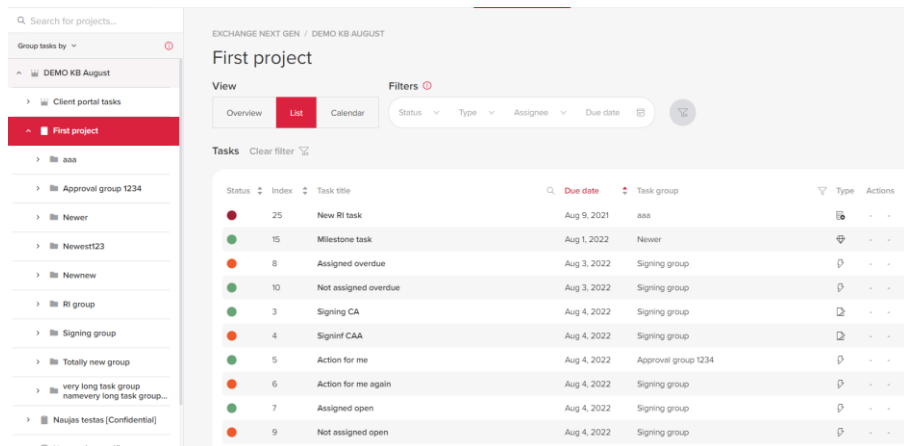 Search for projects...
Group tasks by
DEMO KB August
Client portal tasks
First project
aaa
Approval group 1234
Newer
Newest123
Newnew
RI group
Signing group
Totally new group
very long task group
namevery long task group...
Naujas testas [Confidential]
EXCHANGE NEXT GEN / DEMO KB AUGUST
First project
View Filters
Overview List Calendar Status Type Assignee Due date
Tasks Clear filter
Status Index Task title Due date Task group Type Actions
25 New RI task Aug 9, 2021 aaa - -
15 Milestone task Aug 1, 2022 Newer - -
8 Assigned overdue Aug 3, 2022 Signing group - -
10 Not assigned overdue Aug 3, 2022 Signing group - -
3 Signing CA Aug 4, 2022 Signing group - -
4 Signinf CAA Aug 4, 2022 Signing group - -
5 Action for me Aug 4, 2022 Approval group 1234 - -
6 Action for me again Aug 4, 2022 Signing group - -
7 Assigned open Aug 4, 2022 Signing group - -
9 Not assigned open Aug 4, 2022 Signing group - -